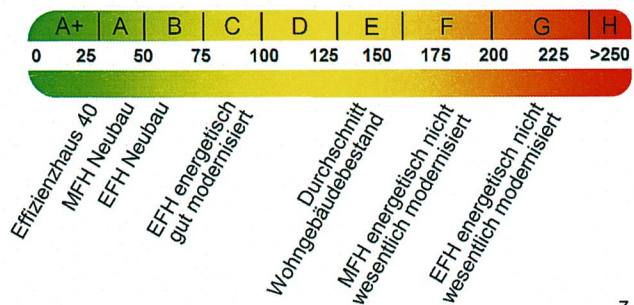 A+ A B C D E F G H
0 25 50 75 100 125 150 175 200 225 >250
Effizienzhaus 40
MFH Neubau
EFH Neubau
EFH energetisch
gut modernisiert
Durchschnitt
Wohngebäudebestand
MFH energetisch nicht
wesentlich modernisiert
EFH energetisch nicht
wesentlich modernisiert